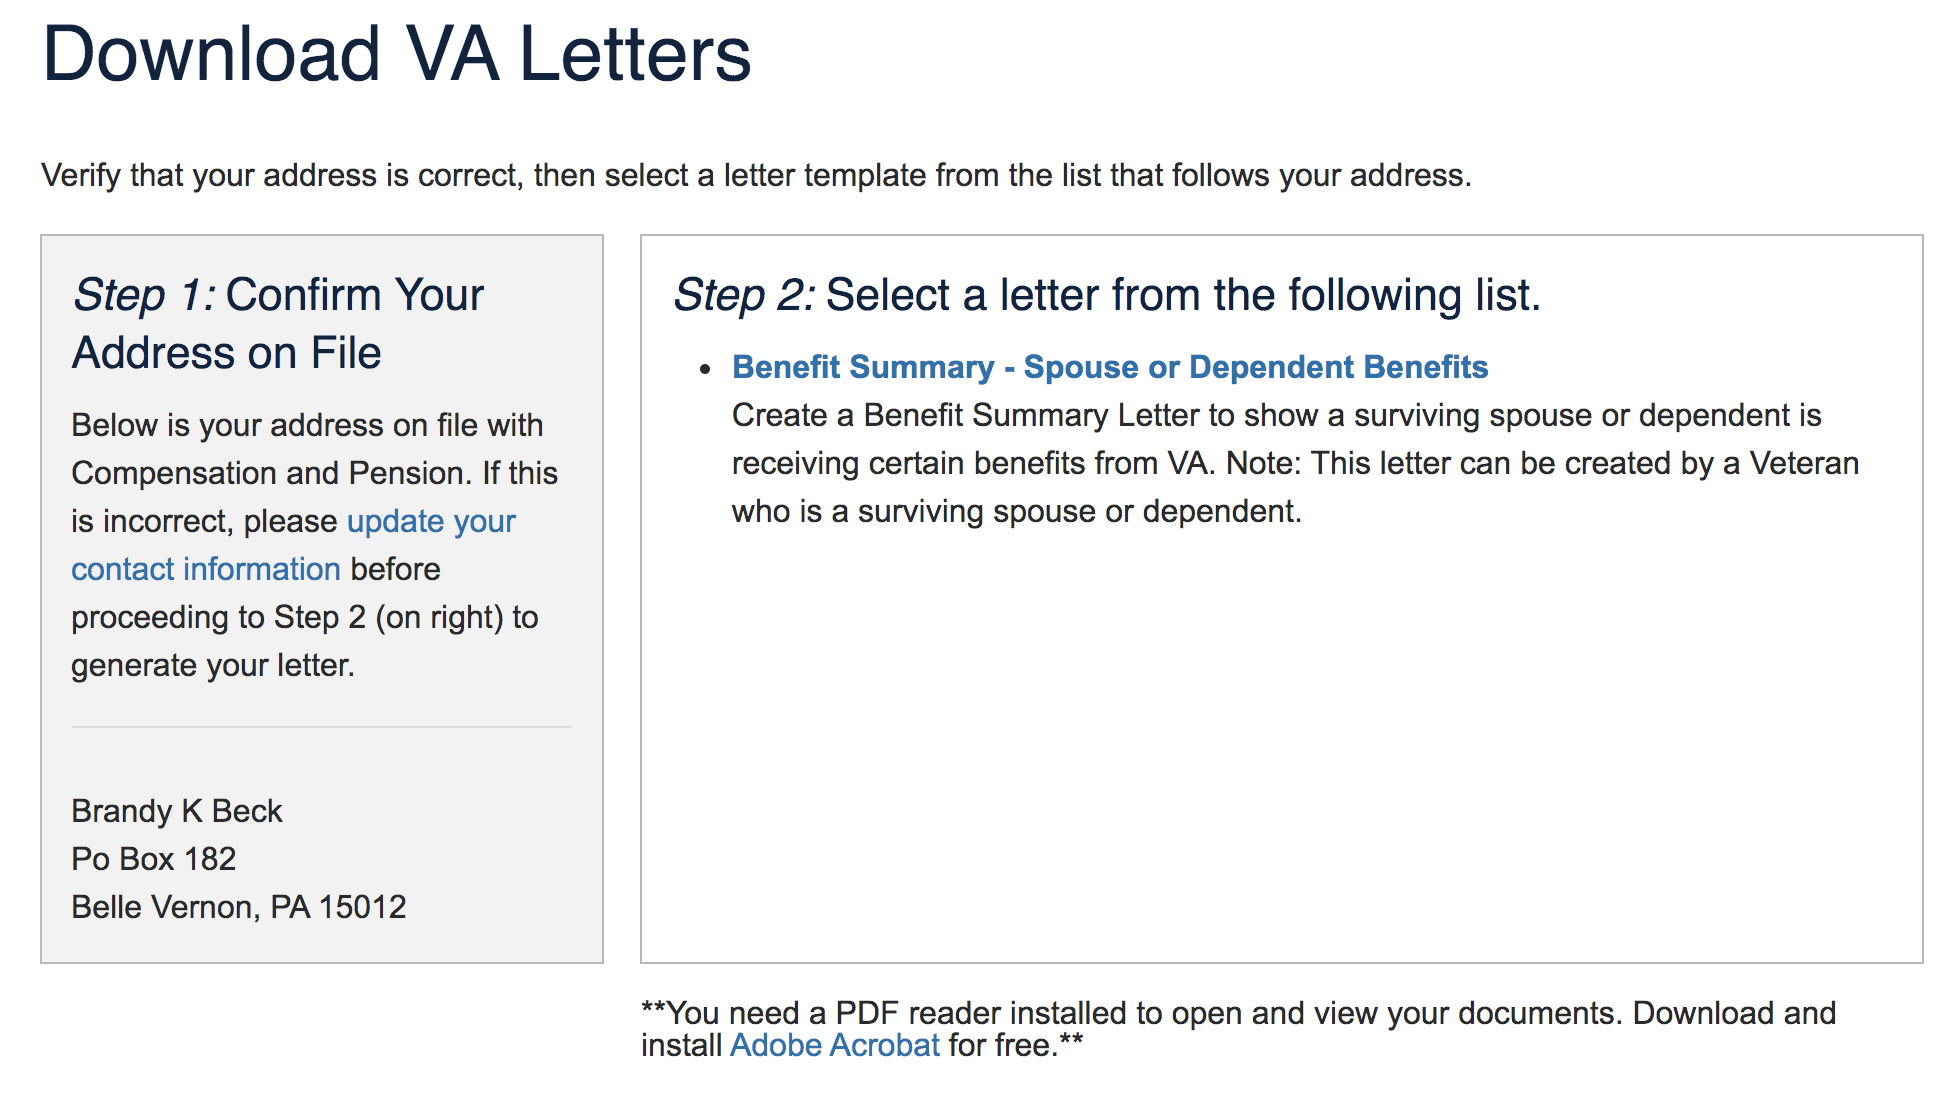 Download VA Letters
Verify that your address is correct, then select a letter template from the list that follows your address.
Step 1: Confirm Your
Address on File
Below is your address on file with
Compensation and Pension. If this
is incorrect, please update your
contact information before
proceeding to Step 2 (on right) to
generate your letter.
Brandy K Beck
Po Box 182
Belle Vernon, PA 15012
Step 2: Select a letter from the following list.
• Benefit Summary - Spouse or Dependent Benefits
Create a Benefit Summary Letter to show a surviving spouse or dependent is
receiving certain benefits from VA. Note: This letter can be created by a Veteran
who is a surviving spouse or dependent.
**You need a PDF reader installed to open and view your documents. Download and
install Adobe Acrobat for free.**